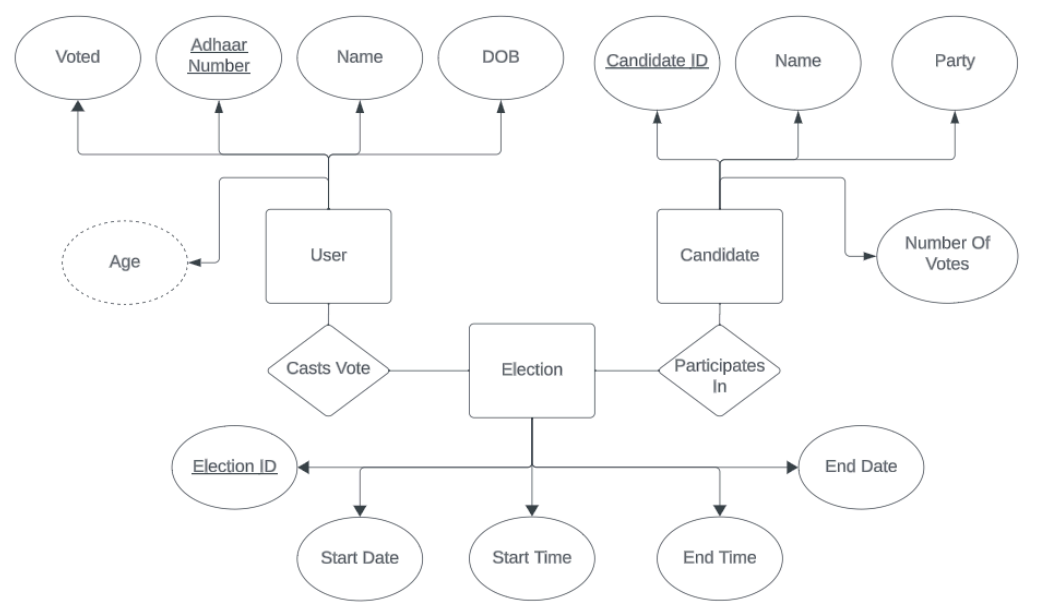 Voted
Adhaar
Number
Name
DOB
Candidate ID
Name
Party
Age
User
Candidate
Number Of
Votes
Casts Vote
Election
Participates
In
Election ID
End Date
Start Date
Start Time
End Time